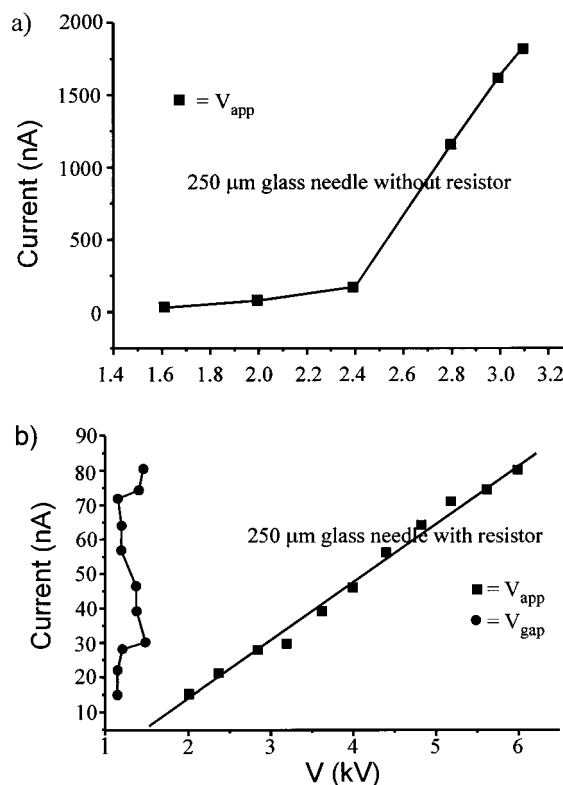 a)
2000
1500
1000
500
0
Current (nA)
= Vapp
250 μm glass needle without resistor
1.4 1.6 1.8 2.0 2.2 2.4 2.6 2.8 3.0 3.2
b)
90
80
70
60
50
40
30
20
10
Current (nA)
250 μm glass needle with resistor
= Vapp
= Vgap
1 2 3 4 5 6
V (kV)